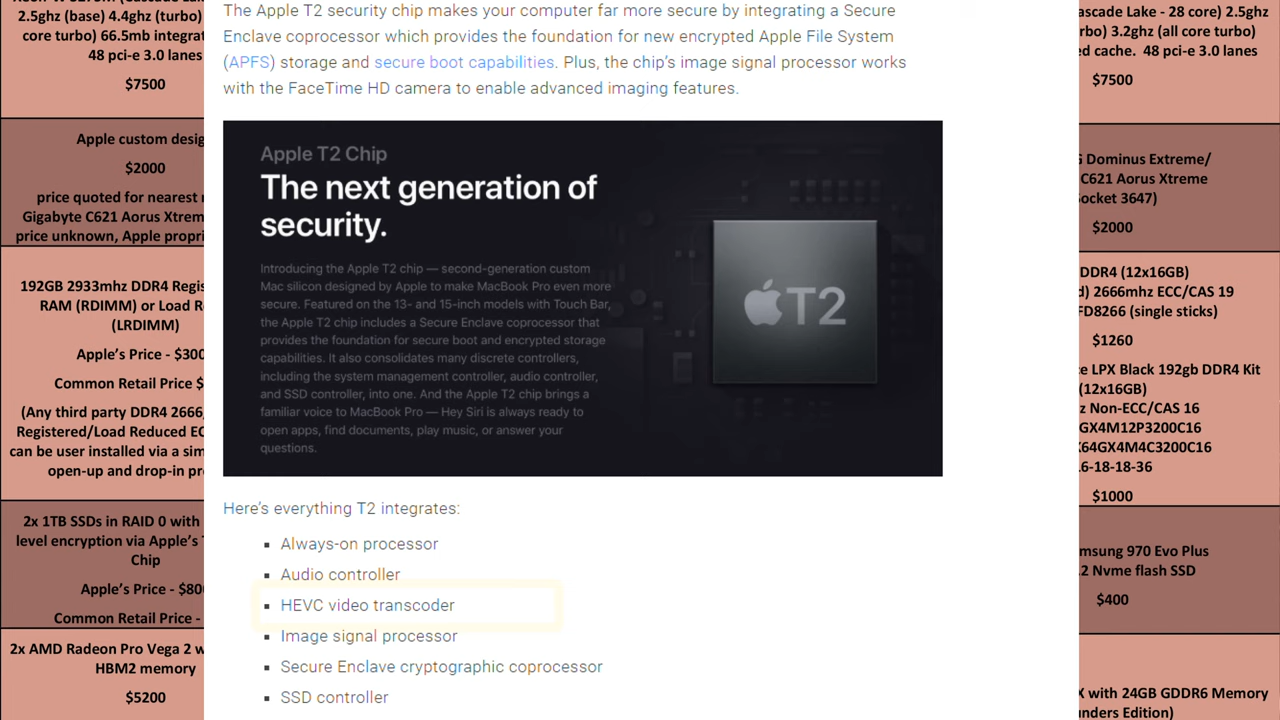 2.5ghz (base) 4.4ghz (turbo)
core turbo) 66.5mb integrat
48 pci-e 3.0 lanes
$7500
Apple custom desig
$2000
price quoted for nearest
Gigabyte C621 Aorus Xtrem
price unknown, Apple propri
192GB 2933mhz DDR4 Regis
RAM (RDIMM) or Load R
(LRDIMM)
Apple’s Price - $300
Common Retail Price $
(Any third party DDR4 2666,
Registered/Load Reduced EC
can be user installed via a sim
open-up and drop-in pr
2x 1TB SSDs in RAID 0 with
level encryption via Apple’s
Chip
Apple’s Price - $80
Common Retail Price -
2x AMD Radeon Pro Vega 2 w
HBM2 memory
$5200
The Apple T2 security chip makes your computer far more secure by integrating a Secure
Enclave coprocessor which provides the foundation for new encrypted Apple File System
(APFS) storage and secure boot capabilities. Plus, the chip’s image signal processor works
with the FaceTime HD camera to enable advanced imaging features.
Apple T2 Chip
The next generation of
security.
Introducing the Apple T2 chip — second-generation custom
Mac silicon designed by Apple to make MacBook Pro even more
secure. Featured on the 13- and 15-inch models with Touch Bar,
the Apple T2 chip includes a Secure Enclave coprocessor that
provides the foundation for secure boot and encrypted storage
capabilities. It also consolidates many discrete controllers,
including the system management controller, audio controller,
and SSD controller, into one. And the Apple T2 chip brings a
familiar voice to MacBook Pro — Hey Siri is always ready to
open apps, find documents, play music, or answer your
questions.
T2
Here’s everything T2 integrates:
Always-on processor
Audio controller
HEVC video transcoder
Image signal processor
Secure Enclave cryptographic coprocessor
SSD controller
ascade Lake - 28 core) 2.5ghz
rbo) 3.2ghz (all core turbo)
ed cache. 48 pci-e 3.0 lanes
$7500
G Dominus Extreme/
C621 Aorus Xtreme
ocket 3647)
$2000
DDR4 (12x16GB)
d) 2666mhz ECC/CAS 19
FD8266 (single sticks)
$1260
e LPX Black 192gb DDR4 Kit
(12x16GB)
z Non-ECC/CAS 16
GX4M12P3200C16
K64GX4M4C3200C16
6-18-18-36
$1000
msung 970 Evo Plus
.2 Nvme flash SSD
$400
X with 24GB GDDR6 Memory
unders Edition)